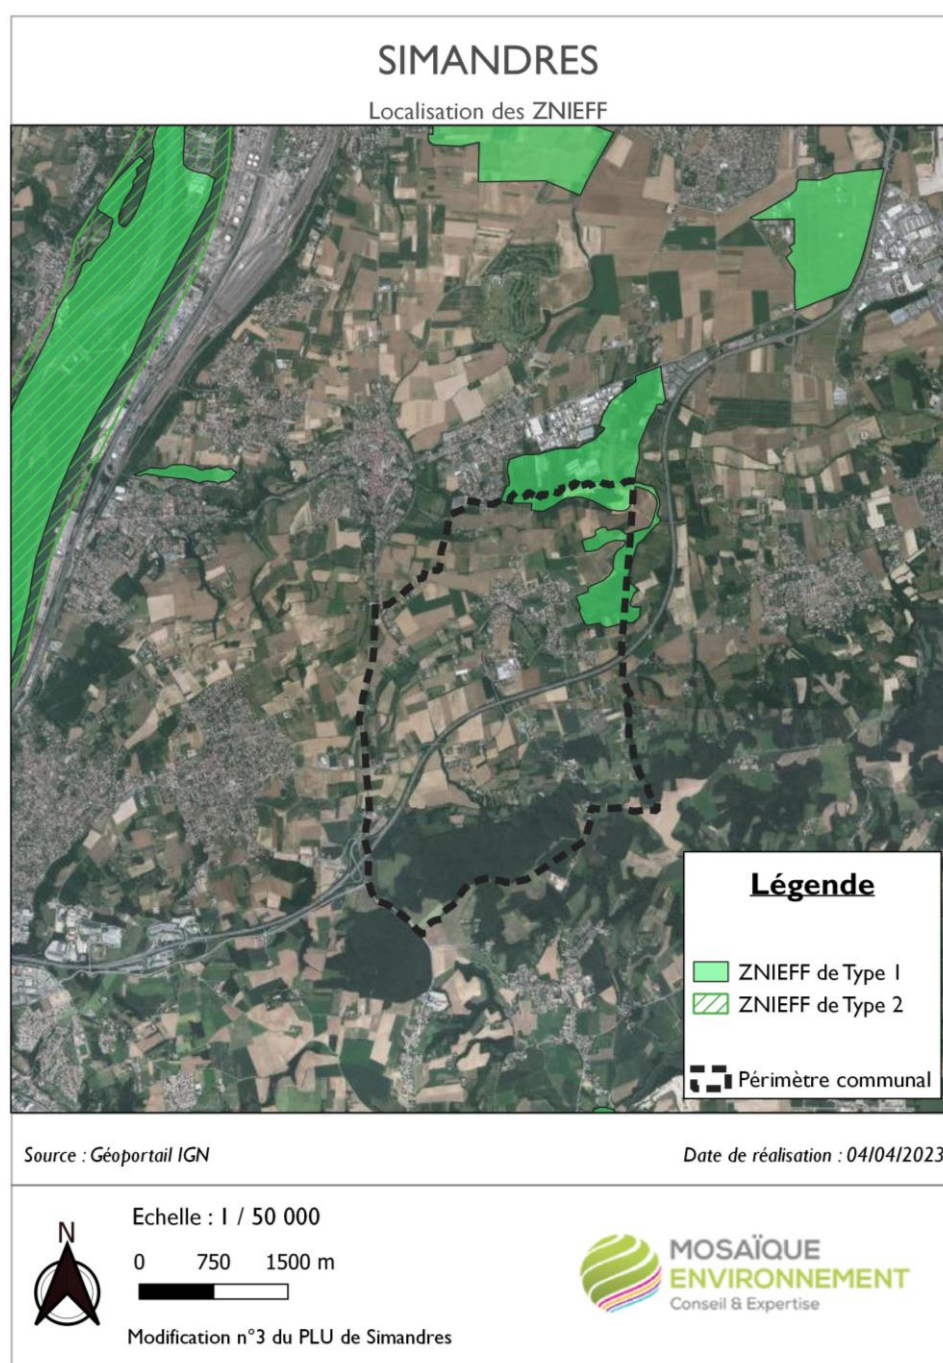 SIMANDRES
Localisation des ZNIEFF
Légende
ZNIEFF de Type 1
ZNIEFF de Type 2
Périmètre communal
Source : Géoportail IGN
Date de réalisation : 04/04/2023
N
Echelle : 1 / 50 000
0 750 1500 m
Modification n°3 du PLU de Simandres
MOSAÏQUE
ENVIRONNEMENT
Conseil & Expertise